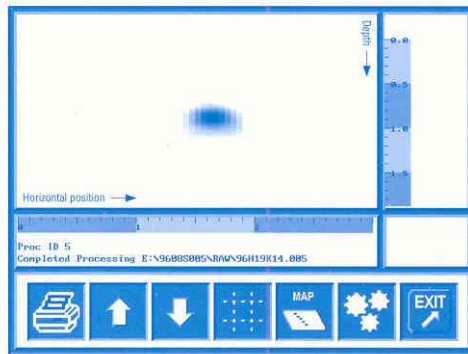 Depth
0.0
0.5
1.0
1.5
Horizontal position
0 1 2
Proc ID 5
Completed Processing E:\9608S005\RAW\96H19X14.005
MAP
EXIT